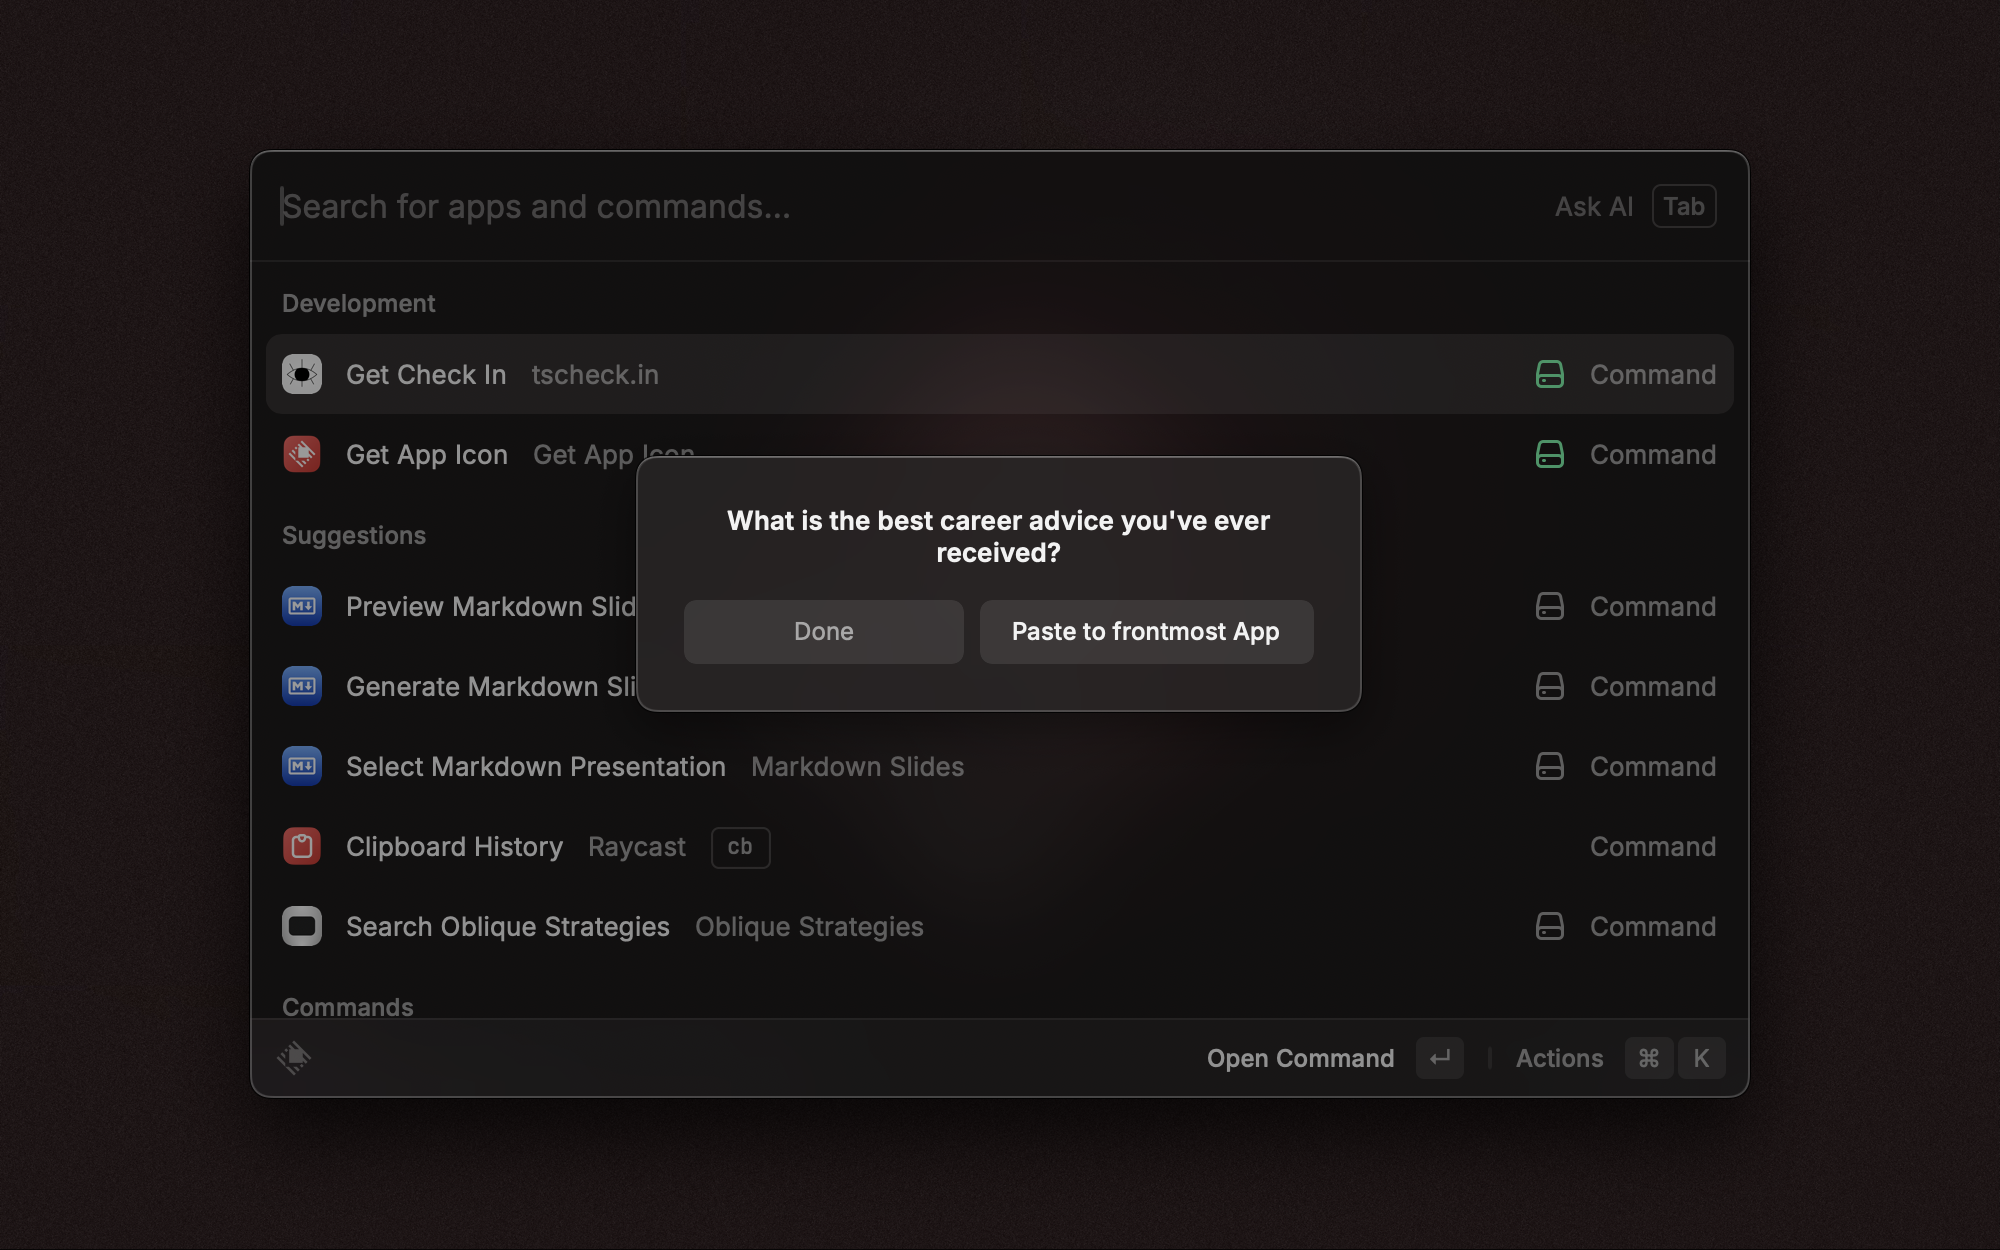 Search for apps and commands...
Ask AI Tab
Development
Get Check In tscheck.in Command
Get App Icon Get App Icon Command
What is the best career advice you've ever
received?
Done Paste to frontmost App
Suggestions
Preview Markdown Slid Command
Generate Markdown Sli Command
Select Markdown Presentation Markdown Slides Command
Clipboard History Raycast cb Command
Search Oblique Strategies Oblique Strategies Command
Commands
Open Command ↵ Actions ⌘ K